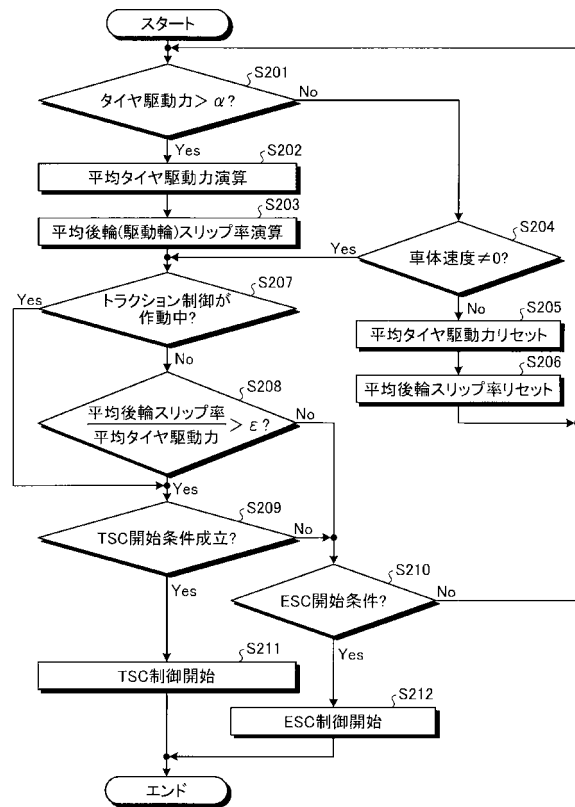 スタート
S201
タイヤ駆動力> α?
No
Yes
S202
平均タイヤ駆動力演算
S203
平均後輪(駆動輪)スリップ率演算
S204
車体速度≠0?
Yes
No
S205
平均タイヤ駆動力リセット
S206
平均後輪スリップ率リセット
S207
トラクション制御が
作動中?
Yes
No
S208
平均後輪スリップ率
平均タイヤ駆動力
> ε?
No
Yes
S209
TSC開始条件成立?
No
Yes
S210
ESC開始条件?
No
Yes
S211
TSC制御開始
S212
ESC制御開始
エンド